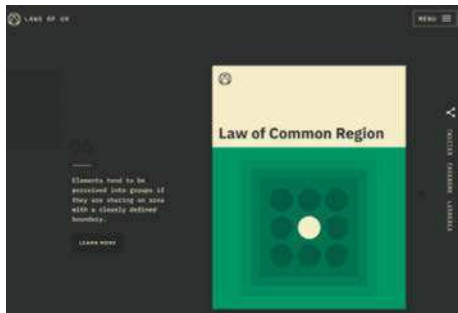 LAWS OF UX
MENU
Law of Common Region
Elements tend to be
perceived into groups if
they are sharing an area
with a clearly defined
boundary.
LEARN MORE
TWITTER
FACEBOOK
LINKEDIN